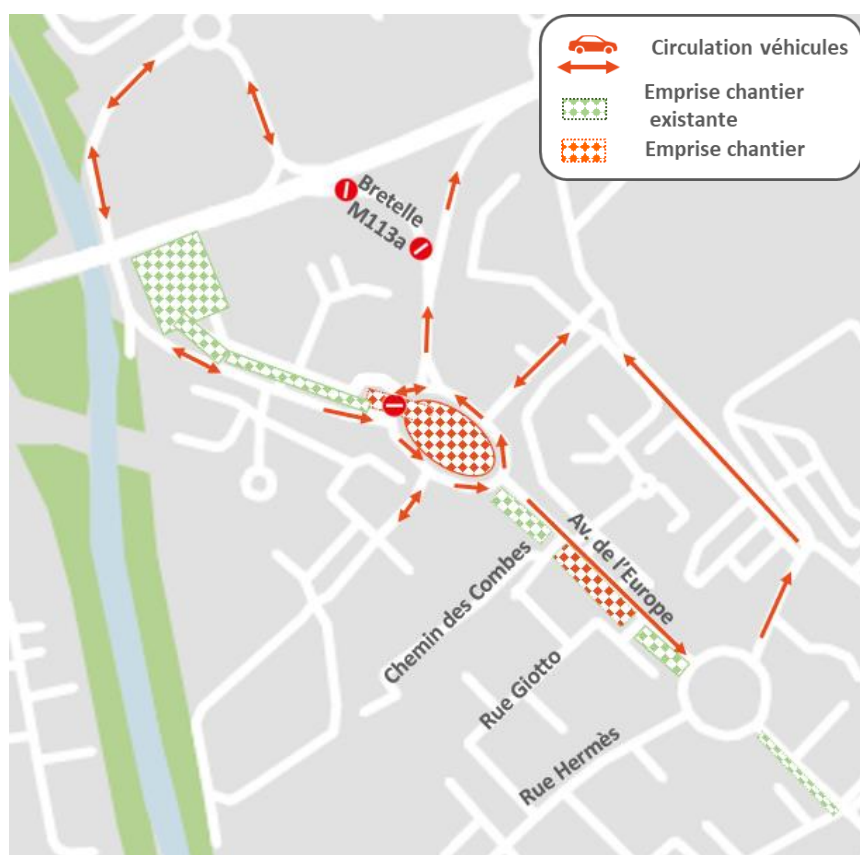 Circulation véhicules
Emprise chantier
existante
Emprise chantier
Bretelle
M113a
Av. de l'Europe
Chemin des Combes
Rue Giotto
Rue Hermès